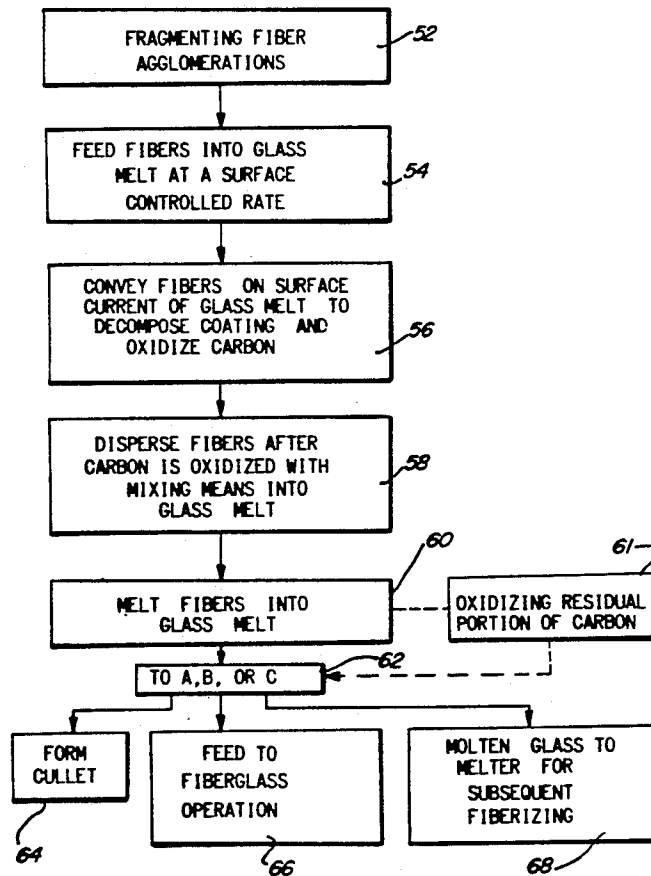 FRAGMENTING FIBER
AGGLOMERATIONS
52
FEED FIBERS INTO GLASS
MELT AT A SURFACE
CONTROLLED RATE
54
CONVEY FIBERS ON SURFACE
CURRENT OF GLASS MELT TO
DECOMPOSE COATING AND
OXIDIZE CARBON
56
DISPERSE FIBERS AFTER
CARBON IS OXIDIZED WITH
MIXING MEANS INTO
GLASS MELT
58
MELT FIBERS INTO
GLASS MELT
60
61
OXIDIZING RESIDUAL
PORTION OF CARBON
TO A,B, OR C
62
FORM
CULLET
64
FEED TO
FIBERGLASS
OPERATION
66
MOLTEN GLASS TO
MELTER FOR
SUBSEQUENT
FIBERIZING
68